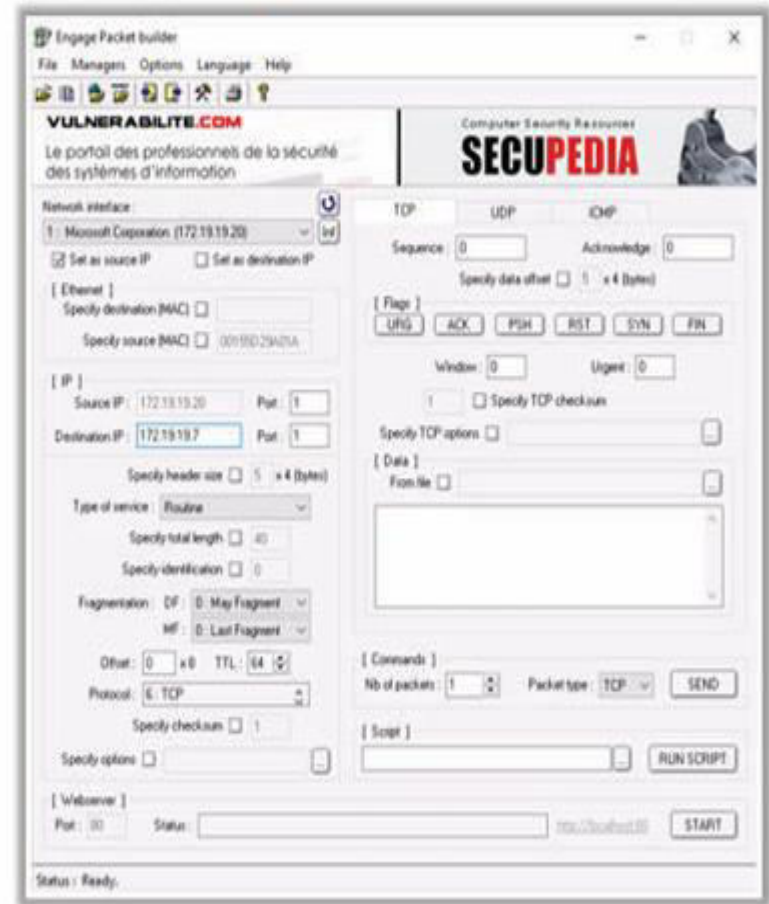 Engage Packet builder
File Managers Options Language Help
VULNERABILITE.COM
Le portail des professionnels de la sécurité
des systèmes d'information
Computer Security Resources
SECUPEDIA
Network interface
1 : Microsoft Corporation (172.19.19.20)
Set as source IP Set as destination IP
[ Ethernet ]
Specify destination (MAC)
Specify source (MAC)
[ IP ]
Source IP : 172.19.19.20 Port : 1
Destination IP : 172.19.19.7 Port : 1
Specify header size 5 x 4 (bytes)
Type of service : Routine
Specify total length 40
Specify identification 0
Fragmentation : DF : 0 : May Fragment
MF : 0 : Last Fragment
Offset : 0 x 8 TTL : 64
Protocol : 6 : TCP
Specify checksum 1
Specify options ...
TCP UDP ICMP
Sequence : 0 Acknowledge : 0
Specify data offset 5 x 4 (bytes)
[ Flags ]
URG ACK PSH RST SYN FIN
Window : 0 Urgent : 0
1 Specify TCP checksum
Specify TCP options ...
[ Data ]
From file ...
[ Commands ]
Nb of packets : 1 Packet type : TCP SEND
[ Script ]
... RUN SCRIPT
[ Webserver ]
Port : 80 Status : START
Status : Ready.